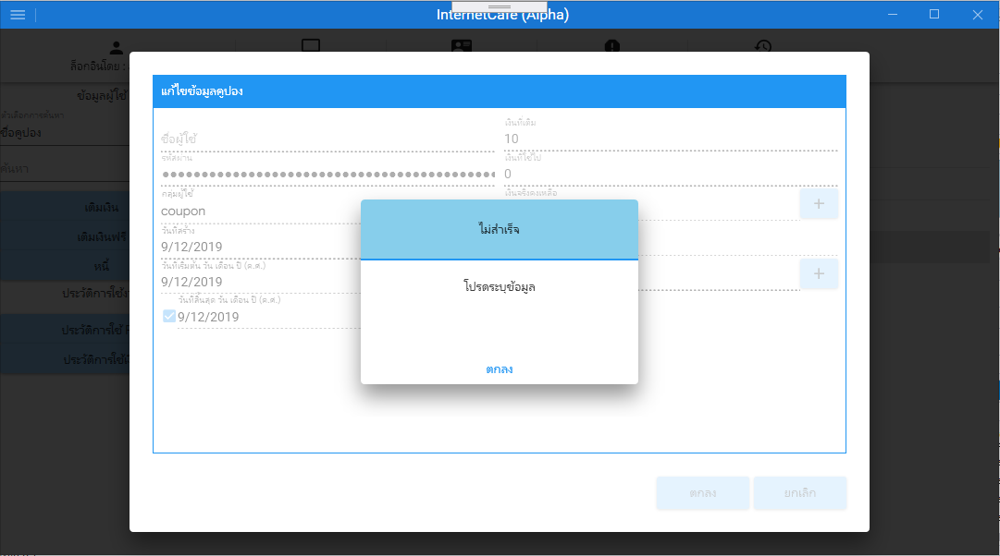 InternetCafe (Alpha)
ล็อกอินโดย :
ข้อมูลผู้ใช้
ตัวเลือกการค้นหา
ชื่อคูปอง
ค้นหา
เติมเงิน
เติมเงินฟรี
หนี้
ประวัติการใช้
ประวัติการใช้
ประวัติการใช้
แก้ไขข้อมูลคูปอง
ชื่อผู้ใช้
รหัสผ่าน
กลุ่มผู้ใช้
coupon
วันที่สร้าง
9/12/2019
วันที่เริ่มต้น วัน เดือน ปี (ค.ศ.)
9/12/2019
วันที่สิ้นสุด วัน เดือน ปี (ค.ศ.)
9/12/2019
เงินที่เติม
10
เงินที่ใช้ไป
0
เงินจริงคงเหลือ
ไม่สำเร็จ
โปรดระบุข้อมูล
ตกลง
ตกลง
ยกเลิก